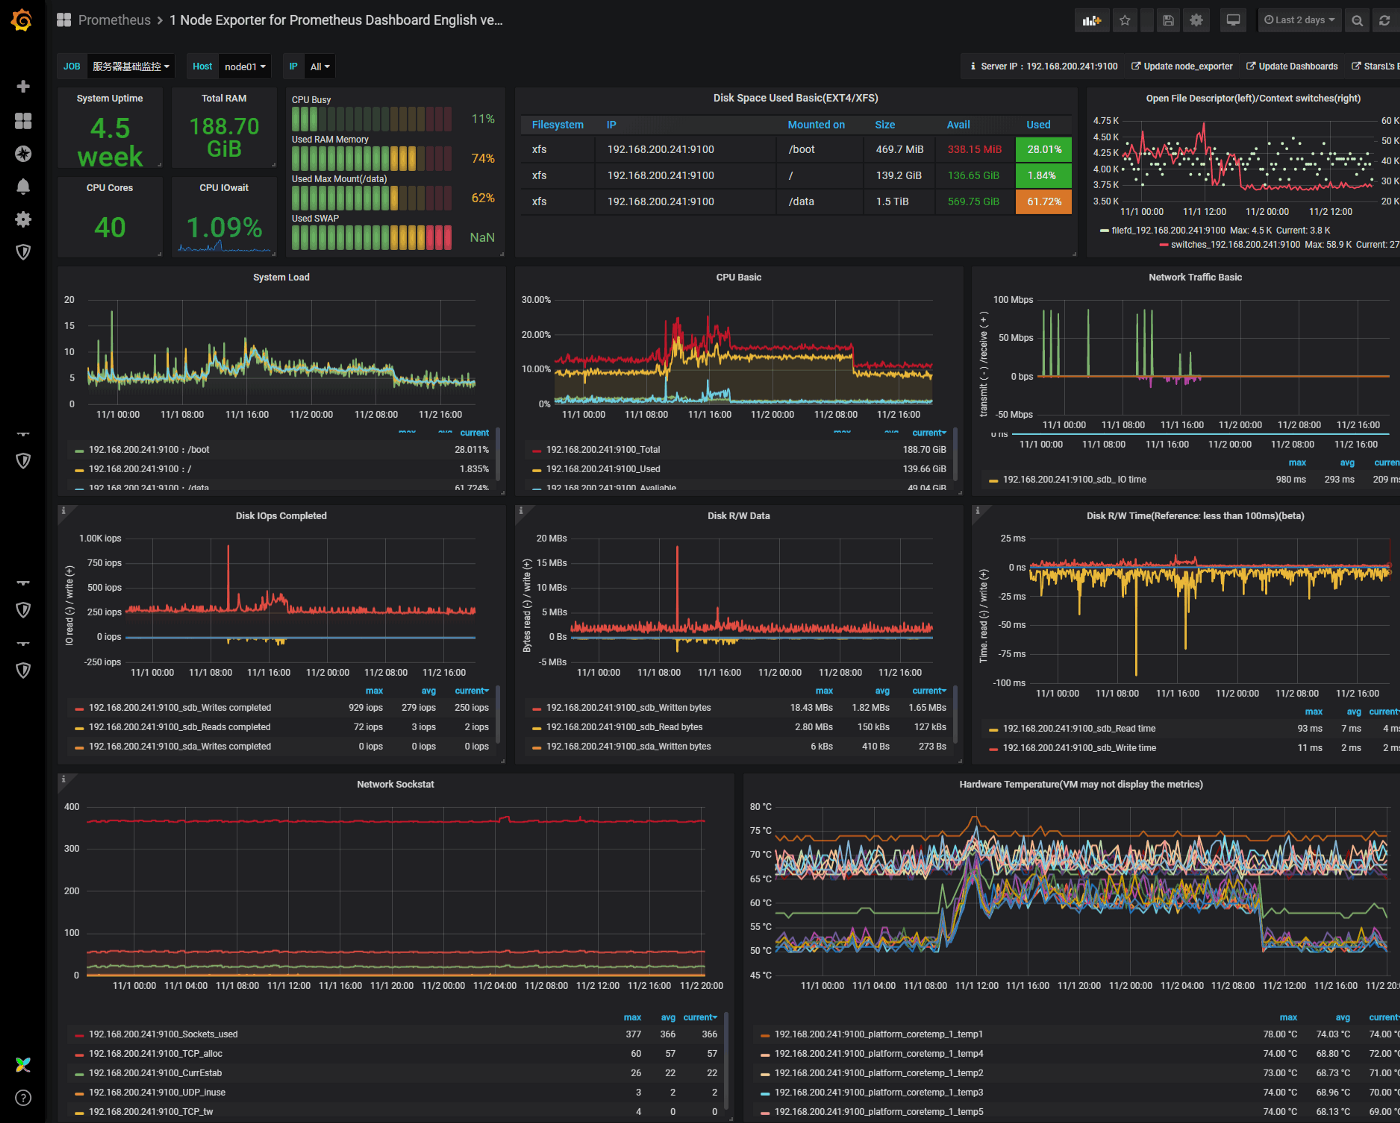 Prometheus > 1 Node Exporter for Prometheus Dashboard English ve...
Last 2 days
JOB 服务器基础监控 Host node01 IP All
Server IP：192.168.200.241:9100 Update node_exporter Update Dashboards StarsL's B
System Uptime
4.5
week
Total RAM
188.70
GiB
CPU Cores
40
CPU IOwait
1.09%
CPU Busy
11%
Used RAM Memory
74%
Used Max Mount(/data)
62%
Used SWAP
NaN
Disk Space Used Basic(EXT4/XFS)
Filesystem IP Mounted on Size Avail Used
xfs 192.168.200.241:9100 /boot 469.7 MiB 338.15 MiB 28.01%
xfs 192.168.200.241:9100 / 139.2 GiB 136.65 GiB 1.84%
xfs 192.168.200.241:9100 /data 1.5 TiB 569.75 GiB 61.72%
Open File Descriptor(left)/Context switches(right)
4.75 K 60 K
4.50 K 50 K
4.25 K 40 K
4.00 K
3.75 K 30 K
3.50 K 20 K
11/1 00:00 11/1 12:00 11/2 00:00 11/2 12:00
filefd_192.168.200.241:9100 Max: 4.5 K Current: 3.8 K
switches_192.168.200.241:9100 Max: 58.9 K Current: 27
System Load
20
15
10
5
0
11/1 00:00 11/1 08:00 11/1 16:00 11/2 00:00 11/2 08:00 11/2 16:00
max avg current
192.168.200.241:9100：/boot 28.011%
192.168.200.241:9100：/ 1.835%
192.168.200.241:9100：/data 61.724%
CPU Basic
30.00%
20.00%
10.00%
0%
11/1 00:00 11/1 08:00 11/1 16:00 11/2 00:00 11/2 08:00 11/2 16:00
max avg current
192.168.200.241:9100_Total 188.70 GiB
192.168.200.241:9100_Used 139.66 GiB
192.168.200.241:9100_Avaliable 49.04 GiB
Network Traffic Basic
transmit ( - ) /receive ( + )
100 Mbps
50 Mbps
0 bps
-50 Mbps
11/1 00:00 11/1 08:00 11/1 16:00 11/2 00:00 11/2 08:00 11/2 16:00
0 ns
11/1 00:00 11/1 08:00 11/1 16:00 11/2 00:00 11/2 08:00 11/2 16:00
max avg curren
192.168.200.241:9100_sdb_ IO time 980 ms 293 ms 209 ms
Disk IOps Completed
IO read (-) / write (+)
1.00K iops
750 iops
500 iops
250 iops
0 iops
-250 iops
11/1 00:00 11/1 08:00 11/1 16:00 11/2 00:00 11/2 08:00 11/2 16:00
max avg current
192.168.200.241:9100_sdb_Writes completed 929 iops 279 iops 250 iops
192.168.200.241:9100_sdb_Reads completed 72 iops 3 iops 2 iops
192.168.200.241:9100_sda_Writes completed 0 iops 0 iops 0 iops
Disk R/W Data
Bytes read (-) / write (+)
20 MBs
15 MBs
10 MBs
5 MBs
0 Bs
-5 MBs
11/1 00:00 11/1 08:00 11/1 16:00 11/2 00:00 11/2 08:00 11/2 16:00
max avg current
192.168.200.241:9100_sdb_Written bytes 18.43 MBs 1.82 MBs 1.65 MBs
192.168.200.241:9100_sdb_Read bytes 2.80 MBs 150 kBs 127 kBs
192.168.200.241:9100_sda_Written bytes 6 kBs 410 Bs 273 Bs
Disk R/W Time(Reference: less than 100ms)(beta)
Time. read (-) / write (+)
25 ms
0 ns
-25 ms
-50 ms
-75 ms
-100 ms
11/1 00:00 11/1 08:00 11/1 16:00 11/2 00:00 11/2 08:00 11/2 16:00
max avg current
192.168.200.241:9100_sdb_Read time 93 ms 7 ms 4 ms
192.168.200.241:9100_sdb_Write time 11 ms 2 ms 2 ms
Network Sockstat
400
300
200
100
0
11/1 00:00 11/1 04:00 11/1 08:00 11/1 12:00 11/1 16:00 11/1 20:00 11/2 00:00 11/2 04:00 11/2 08:00 11/2 12:00 11/2 16:00 11/2 20:00
max avg current
192.168.200.241:9100_Sockets_used 377 366 366
192.168.200.241:9100_TCP_alloc 60 57 57
192.168.200.241:9100_CurrEstab 26 22 22
192.168.200.241:9100_UDP_inuse 3 2 2
192.168.200.241:9100_TCP_tw 4 0 0
Hardware Temperature(VM may not display the metrics)
80 °C
75 °C
70 °C
65 °C
60 °C
55 °C
50 °C
45 °C
11/1 00:00 11/1 04:00 11/1 08:00 11/1 12:00 11/1 16:00 11/1 20:00 11/2 00:00 11/2 04:00 11/2 08:00 11/2 12:00 11/2 16:00 11/2 20:0
max avg current
192.168.200.241:9100_platform_coretemp_1_temp1 78.00 °C 74.03 °C 74.00 °C
192.168.200.241:9100_platform_coretemp_1_temp4 74.00 °C 68.80 °C 72.00 °C
192.168.200.241:9100_platform_coretemp_1_temp2 73.00 °C 68.73 °C 71.00 °C
192.168.200.241:9100_platform_coretemp_1_temp3 74.00 °C 68.96 °C 70.00 °C
192.168.200.241:9100_platform_coretemp_1_temp5 74.00 °C 68.13 °C 69.00 °C